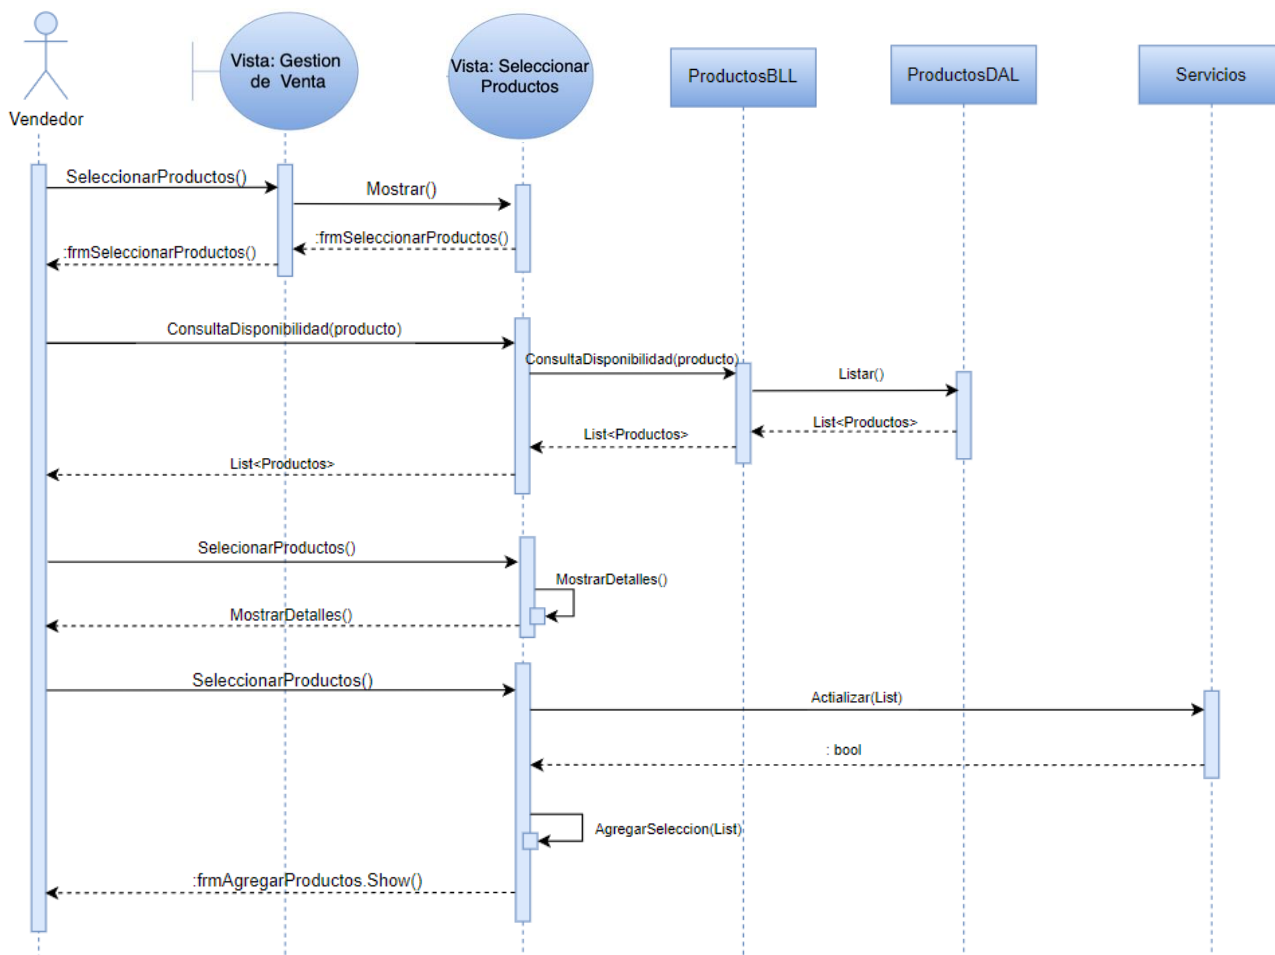 Vista: Gestion
de Venta
Vista: Seleccionar
Productos
ProductosBLL
ProductosDAL
Servicios
Vendedor
SeleccionarProductos()
Mostrar()
:frmSeleccionarProductos()
:frmSeleccionarProductos()
ConsultaDisponibilidad(producto)
ConsultaDisponibilidad(producto)
Listar()
List<Productos>
List<Productos>
List<Productos>
SelecionarProductos()
MostrarDetalles()
MostrarDetalles()
SeleccionarProductos()
Actializar(List)
: bool
AgregarSeleccion(List)
:frmAgregarProductos.Show()